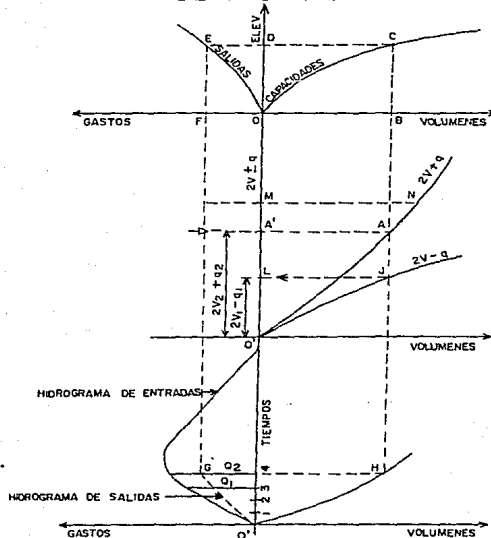 ELEV
E
D
C
SALIDAS
CAPACIDADES
F
O
B
GASTOS
VOLUMENES
2V ± q
2V+q
M
N
A'
A
L
J
2V-q
2V₂ + q₂
2V₁ - q₁
O'
VOLUMENES
HIDROGRAMA DE ENTRADAS
TIEMPOS
G
Q2
4
H
Q1
3
HIDROGRAMA DE SALIDAS
2
1
GASTOS
O"
VOLUMENES